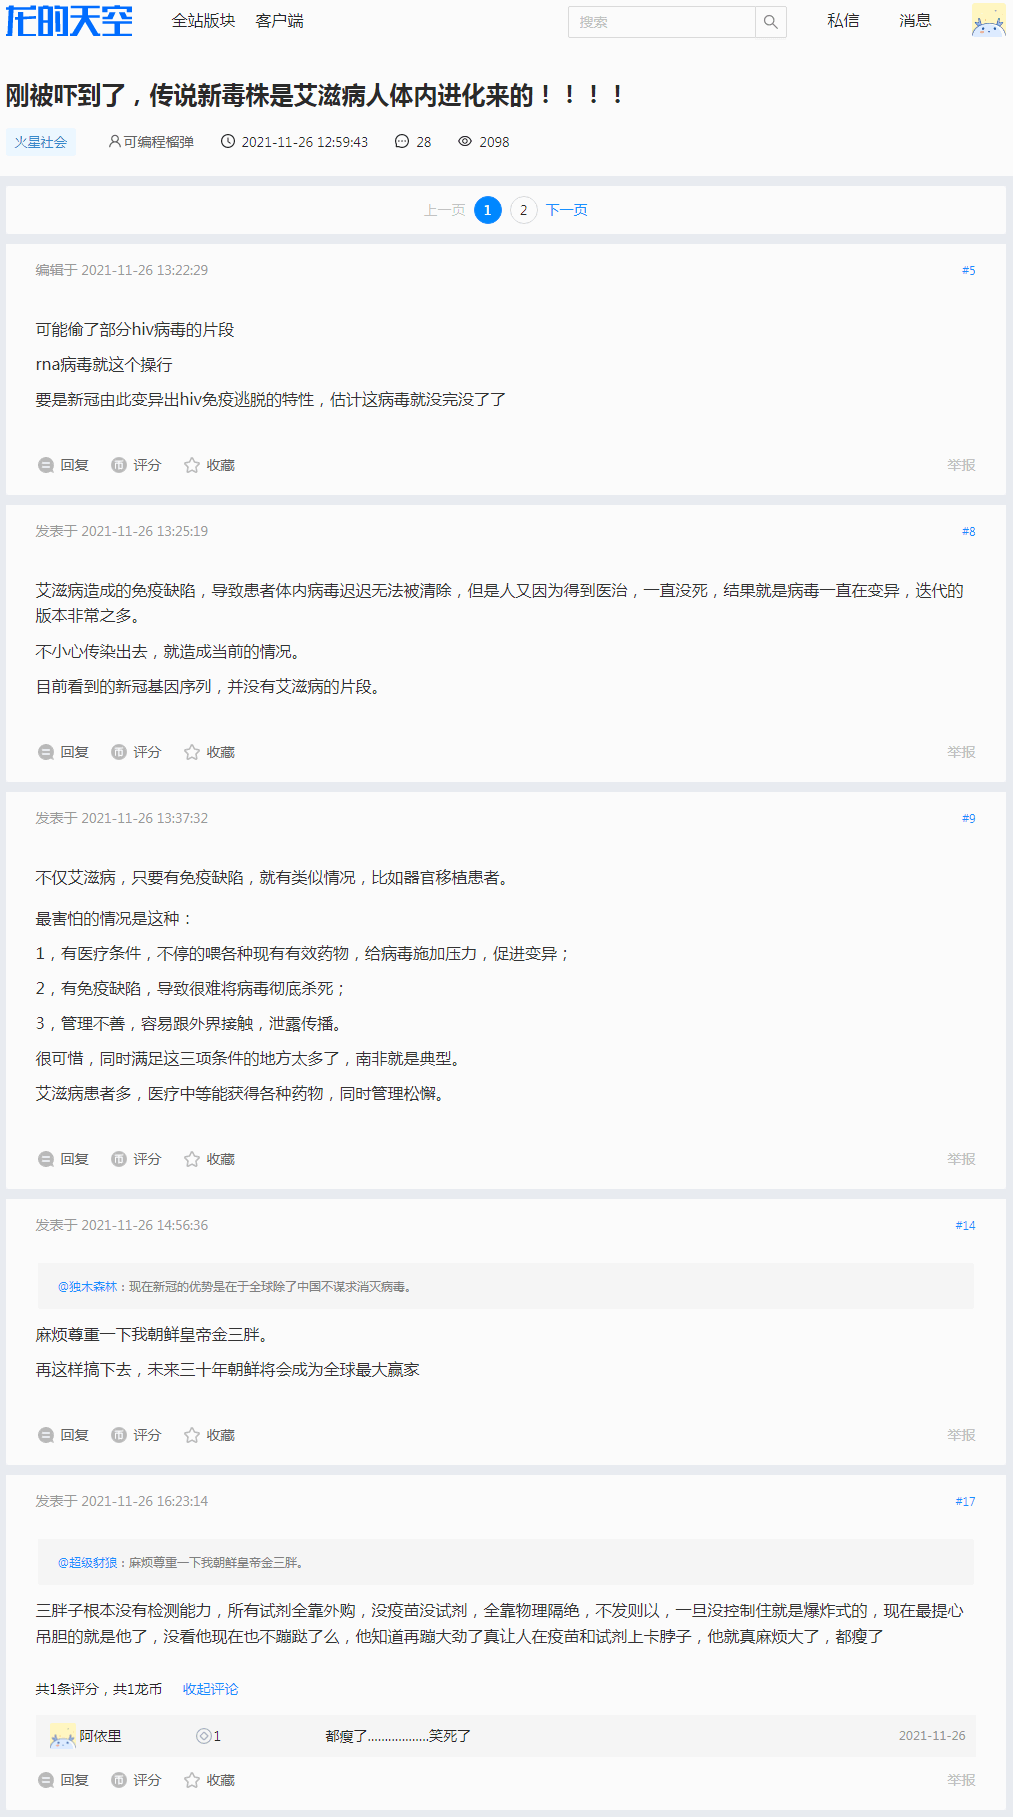 龙的天空 全站版块 客户端 搜索 私信 消息
刚被吓到了，传说新毒株是艾滋病人体内进化来的！！！！
火星社会 可编程榴弹 2021-11-26 12:59:43 28 2098
上一页 1 2 下一页
编辑于 2021-11-26 13:22:29 #5
可能偷了部分hiv病毒的片段
rna病毒就这个操行
要是新冠由此变异出hiv免疫逃脱的特性，估计这病毒就没完没了了
回复 评分 收藏 举报
发表于 2021-11-26 13:25:19 #8
艾滋病造成的免疫缺陷，导致患者体内病毒迟迟无法被清除，但是人又因为得到医治，一直没死，结果就是病毒一直在变异，迭代的
版本非常之多。
不小心传染出去，就造成当前的情况。
目前看到的新冠基因序列，并没有艾滋病的片段。
回复 评分 收藏 举报
发表于 2021-11-26 13:37:32 #9
不仅艾滋病，只要有免疫缺陷，就有类似情况，比如器官移植患者。
最害怕的情况是这种：
1，有医疗条件，不停的喂各种现有有效药物，给病毒施加压力，促进变异；
2，有免疫缺陷，导致很难将病毒彻底杀死；
3，管理不善，容易跟外界接触，泄露传播。
很可惜，同时满足这三项条件的地方太多了，南非就是典型。
艾滋病患者多，医疗中等能获得各种药物，同时管理松懈。
回复 评分 收藏 举报
发表于 2021-11-26 14:56:36 #14
@独木森林：现在新冠的优势是在于全球除了中国不谋求消灭病毒。
麻烦尊重一下我朝鲜皇帝金三胖。
再这样搞下去，未来三十年朝鲜将会成为全球最大赢家
回复 评分 收藏 举报
发表于 2021-11-26 16:23:14 #17
@超级豺狼：麻烦尊重一下我朝鲜皇帝金三胖。
三胖子根本没有检测能力，所有试剂全靠外购，没疫苗没试剂，全靠物理隔绝，不发则以，一旦没控制住就是爆炸式的，现在最提心
吊胆的就是他了，没看他现在也不蹦跶了么，他知道再蹦大劲了真让人在疫苗和试剂上卡脖子，他就真麻烦大了，都瘦了
共1条评分，共1龙币 收起评论
阿依里 1 都瘦了..................笑死了 2021-11-26
回复 评分 收藏 举报